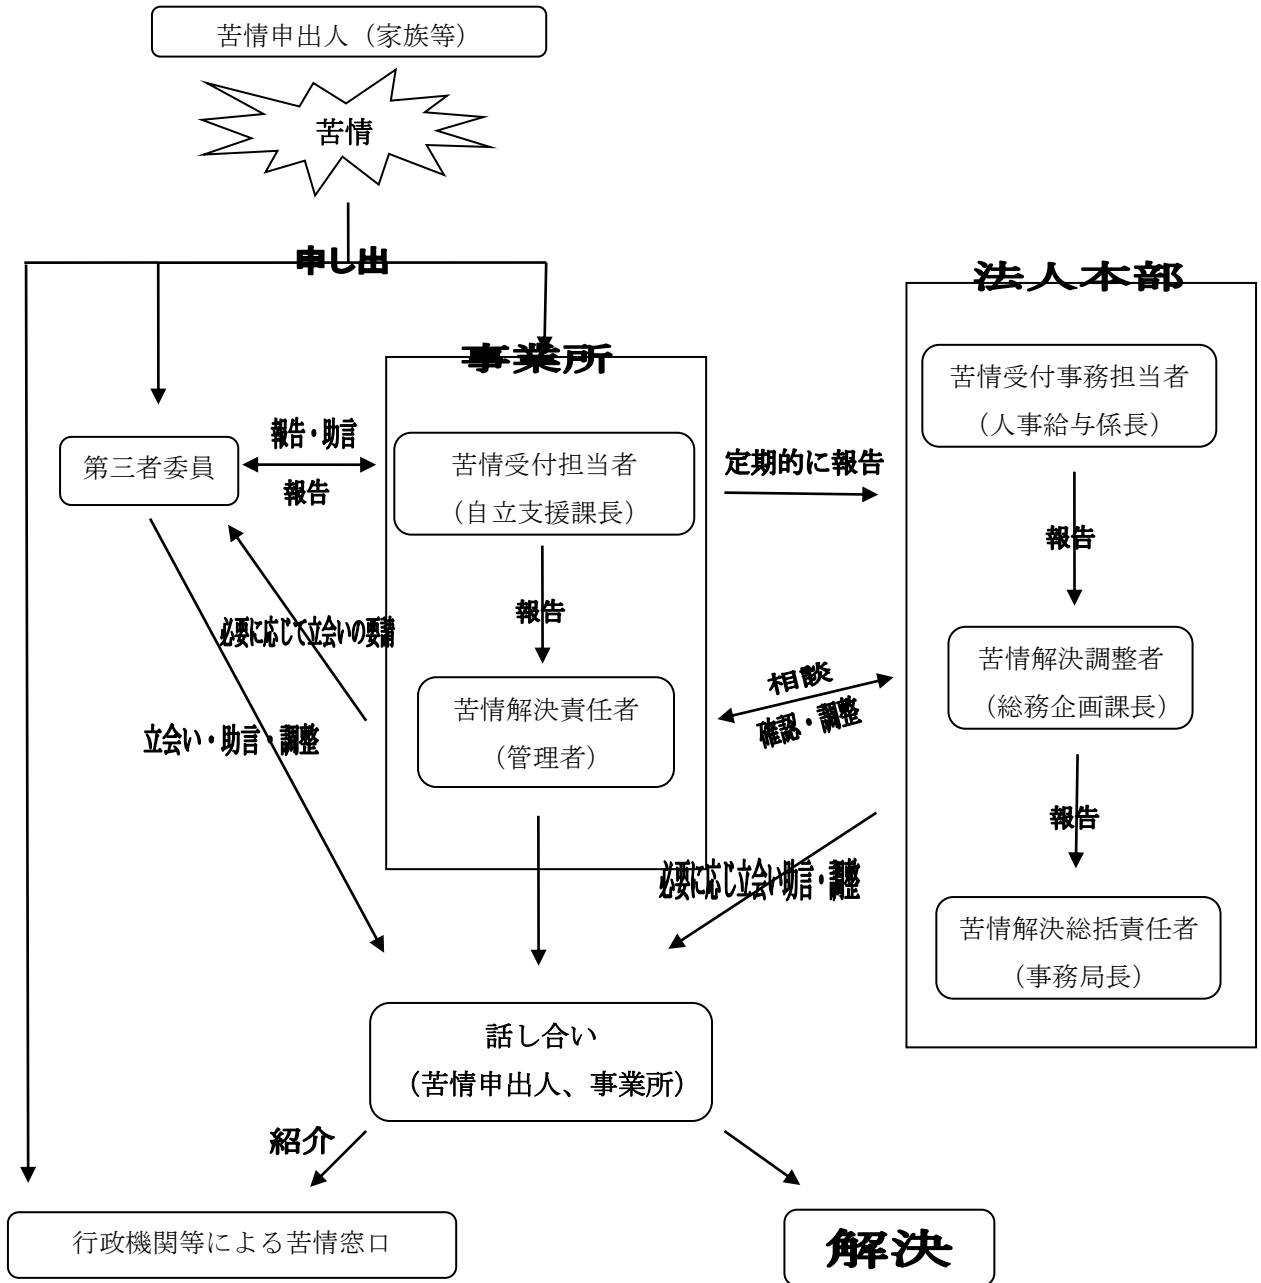 苦情申出人（家族等）
苦情
申し出
法人本部
事業所
苦情受付事務担当者
（人事給与係長）
報告・助言
第三者委員
報告
苦情受付担当者
（自立支援課長）
定期的に報告
報告
報告
必要に応じて立会いの要請
苦情解決調整者
（総務企画課長）
相談
確認・調整
苦情解決責任者
（管理者）
立会い・助言・調整
報告
必要に応じ立会い助言・調整
苦情解決総括責任者
（事務局長）
話し合い
（苦情申出人、事業所）
紹介
行政機関等による苦情窓口
解決